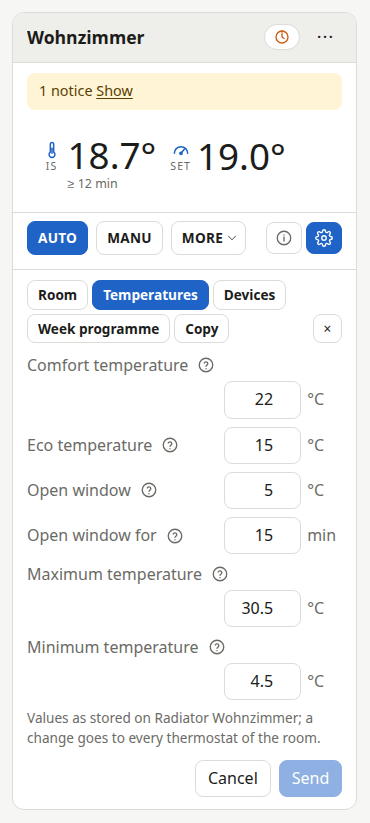 Wohnzimmer
1 notice Show
18.7° 19.0°
IS SET
≥ 12 min
AUTO MANU MORE
Room Temperatures Devices
Week programme Copy ×
Comfort temperature ?
22 °C
Eco temperature ? 15 °C
Open window ? 5 °C
Open window for ? 15 min
Maximum temperature ?
30.5 °C
Minimum temperature ?
4.5 °C
Values as stored on Radiator Wohnzimmer; a
change goes to every thermostat of the room.
Cancel Send